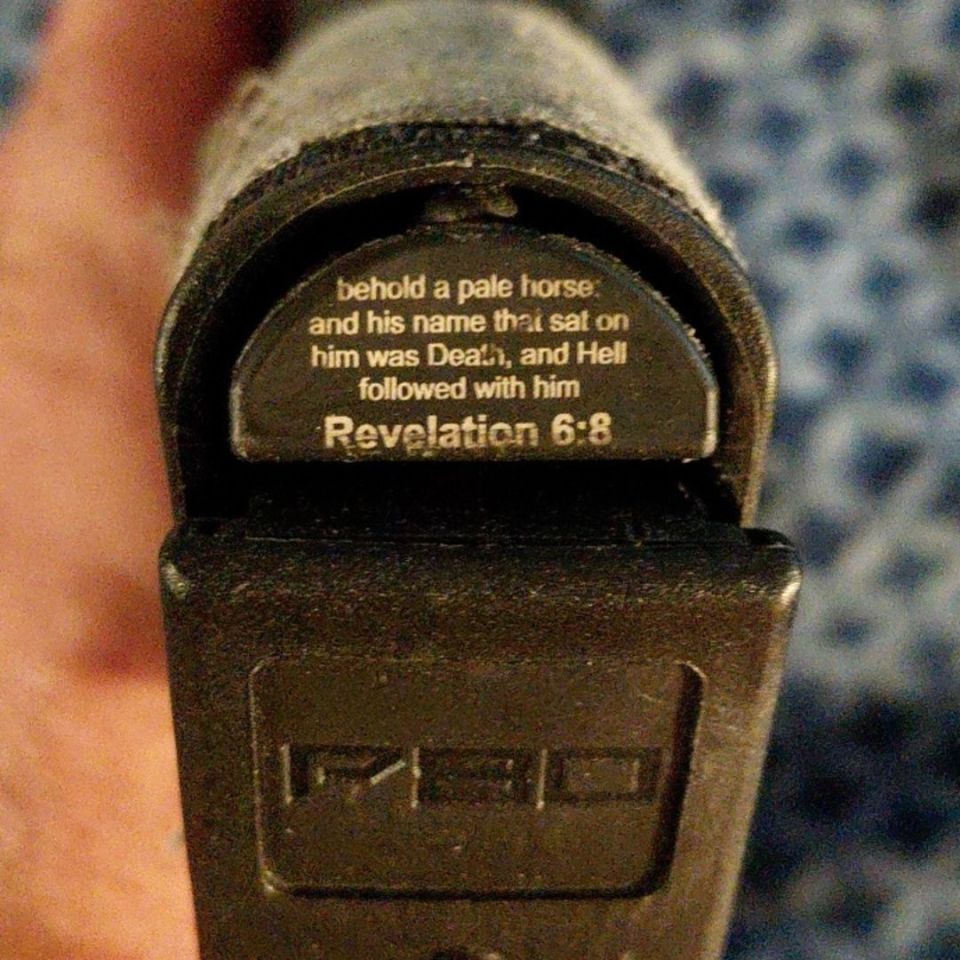 behold a pale horse:
and his name that sat on
him was Death, and Hell
followed with him
Revelation 6:8
P80